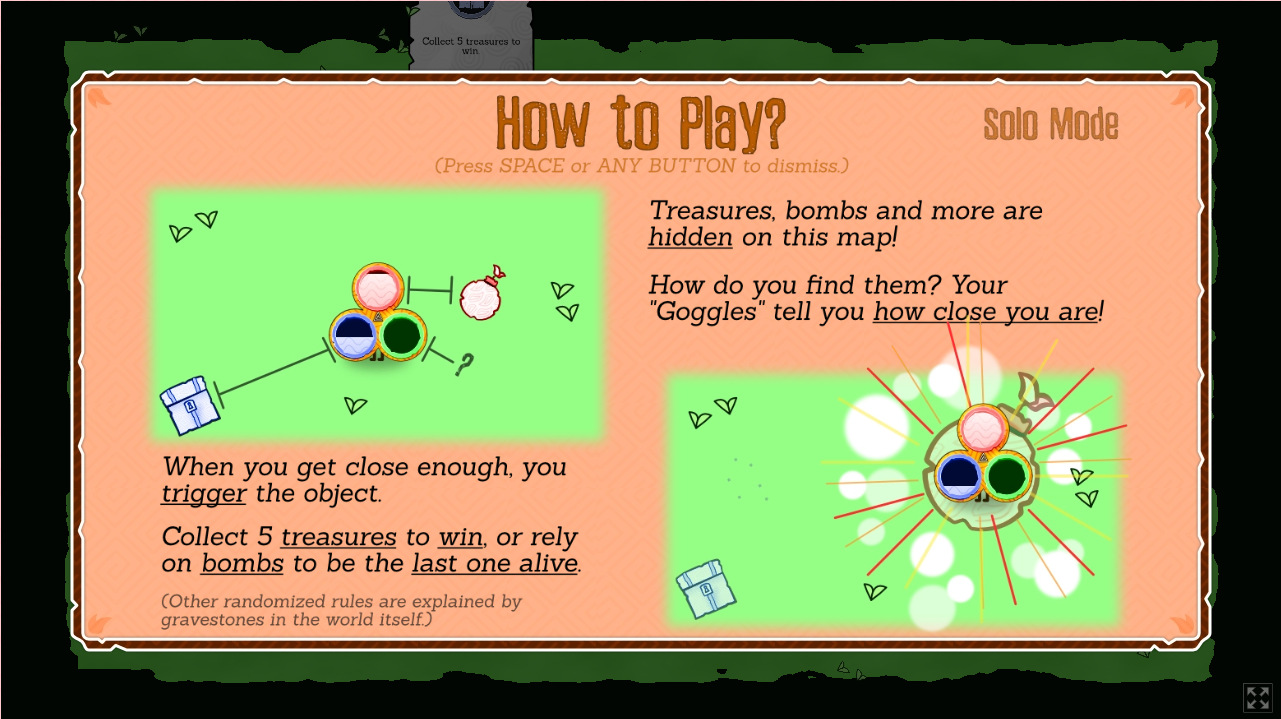 Collect 5 treasures to
win.
How to Play?
Solo Mode
(Press SPACE or ANY BUTTON to dismiss.)
Treasures, bombs and more are
hidden on this map!
How do you find them? Your
"Goggles" tell you how close you are!
?
When you get close enough, you
trigger the object.
Collect 5 treasures to win, or rely
on bombs to be the last one alive.
(Other randomized rules are explained by
gravestones in the world itself.)